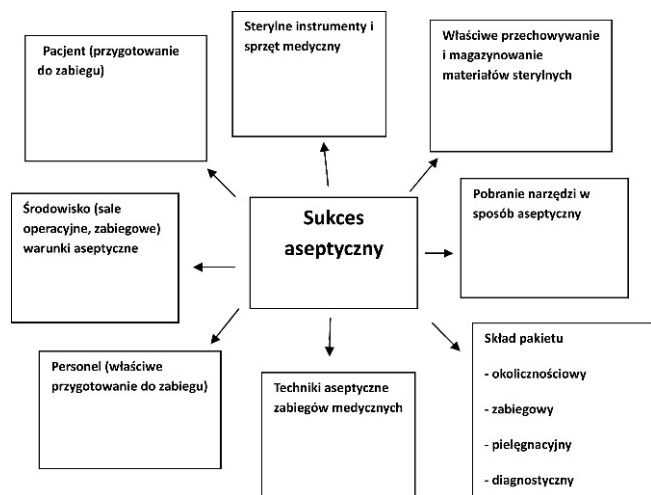 Sterylne instrumenty i
sprzęt medyczny
Pacjent (przygotowanie
do zabiegu)
Właściwe przechowywanie
i magazynowanie
materiałów sterylnych
Środowisko (sale
operacyjne, zabiegowe)
warunki aseptyczne
Sukces
aseptyczny
Pobranie narzędzi w
sposób aseptyczny
Personel (właściwe
przygotowanie do zabiegu)
Techniki aseptyczne
zabiegów medycznych
Skład pakietu
- okolicznościowy
- zabiegowy
- pielęgnacyjny
- diagnostyczny